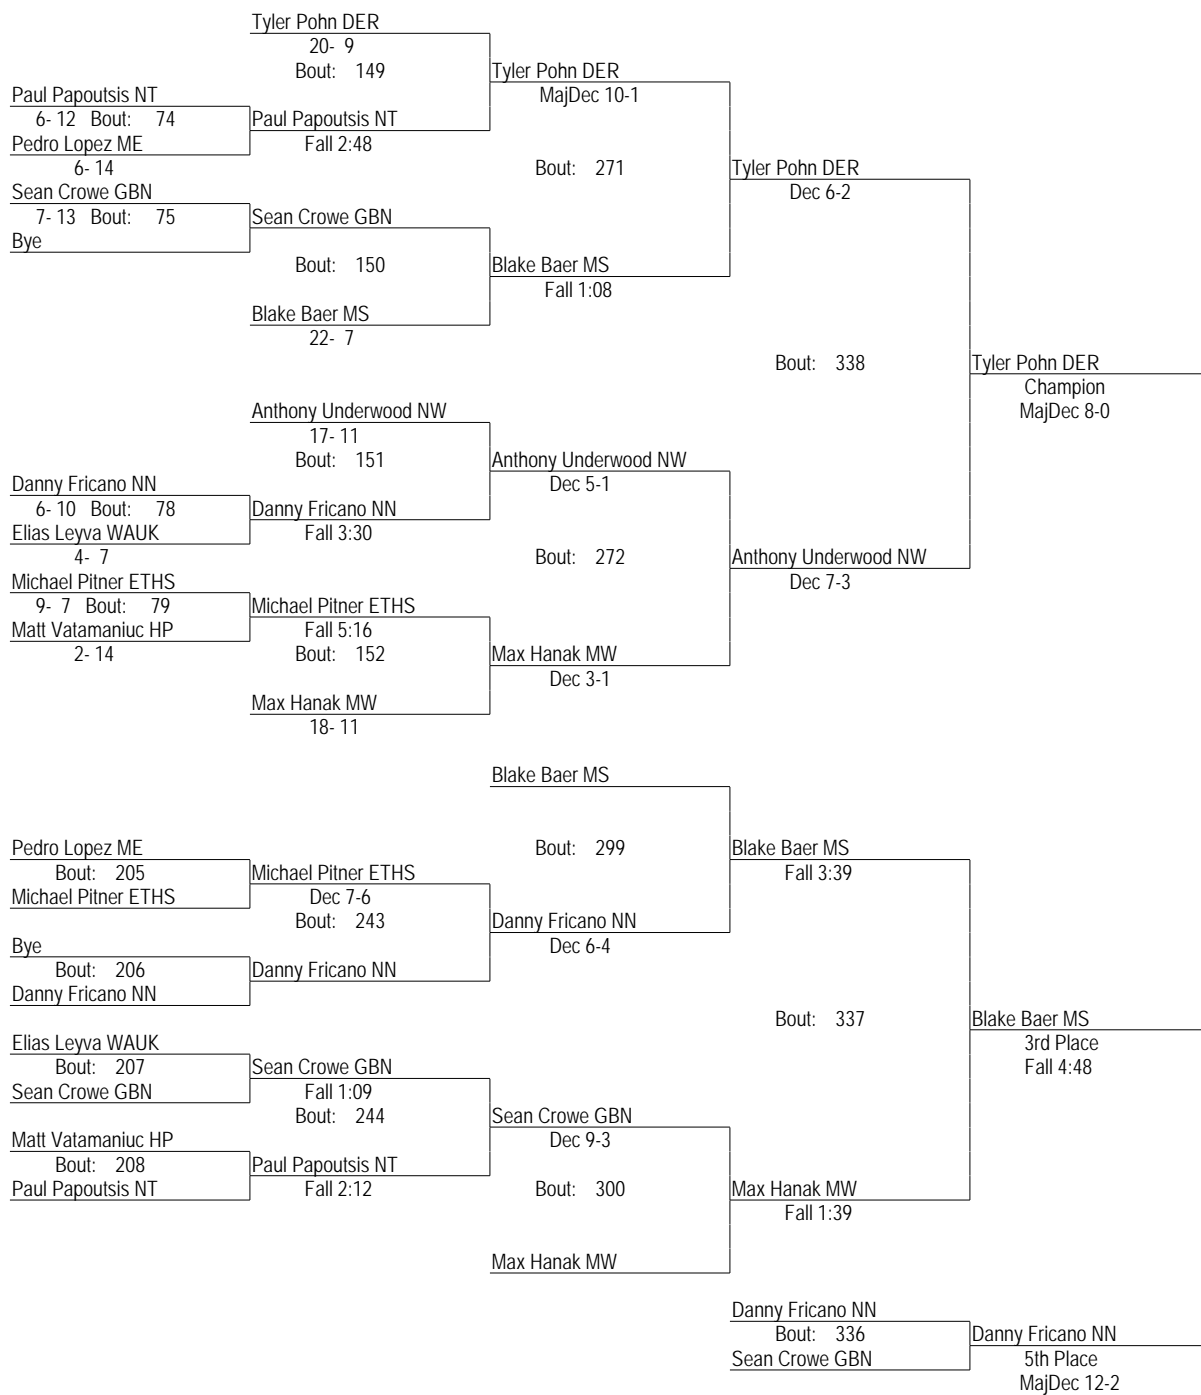 Tyler Pohn DER
20- 9
Bout: 149
Tyler Pohn DER
MajDec 10-1
Paul Papoutsis NT
6- 12 Bout: 74
Paul Papoutsis NT
Fall 2:48
Pedro Lopez ME
6- 14
Bout: 271
Tyler Pohn DER
Dec 6-2
Sean Crowe GBN
7- 13 Bout: 75
Sean Crowe GBN
Bye
Bout: 150
Blake Baer MS
Fall 1:08
Blake Baer MS
22- 7
Bout: 338
Tyler Pohn DER
Champion
MajDec 8-0
Anthony Underwood NW
17- 11
Bout: 151
Anthony Underwood NW
Dec 5-1
Danny Fricano NN
6- 10 Bout: 78
Danny Fricano NN
Fall 3:30
Elias Leyva WAUK
4- 7
Bout: 272
Anthony Underwood NW
Dec 7-3
Michael Pitner ETHS
9- 7 Bout: 79
Michael Pitner ETHS
Fall 5:16
Matt Vatamaniuc HP
2- 14
Bout: 152
Max Hanak MW
Dec 3-1
Max Hanak MW
18- 11
Blake Baer MS
Bout: 299
Blake Baer MS
Fall 3:39
Pedro Lopez ME
Bout: 205
Michael Pitner ETHS
Michael Pitner ETHS
Dec 7-6
Bout: 243
Danny Fricano NN
Dec 6-4
Bye
Bout: 206
Danny Fricano NN
Danny Fricano NN
Bout: 337
Blake Baer MS
3rd Place
Fall 4:48
Elias Leyva WAUK
Bout: 207
Sean Crowe GBN
Sean Crowe GBN
Fall 1:09
Bout: 244
Sean Crowe GBN
Dec 9-3
Matt Vatamaniuc HP
Bout: 208
Paul Papoutsis NT
Paul Papoutsis NT
Fall 2:12
Bout: 300
Max Hanak MW
Fall 1:39
Max Hanak MW
Danny Fricano NN
Bout: 336
Sean Crowe GBN
Danny Fricano NN
5th Place
MajDec 12-2